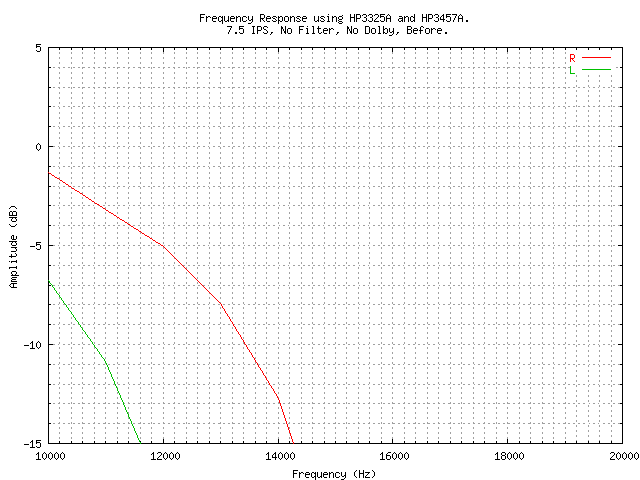 Frequency Response using HP3325A and HP3457A.
7.5 IPS, No Filter, No Dolby, Before.
R
L
5
0
-5
-10
-15
Amplitude (dB)
10000 12000 14000 16000 18000 20000
Frequency (Hz)